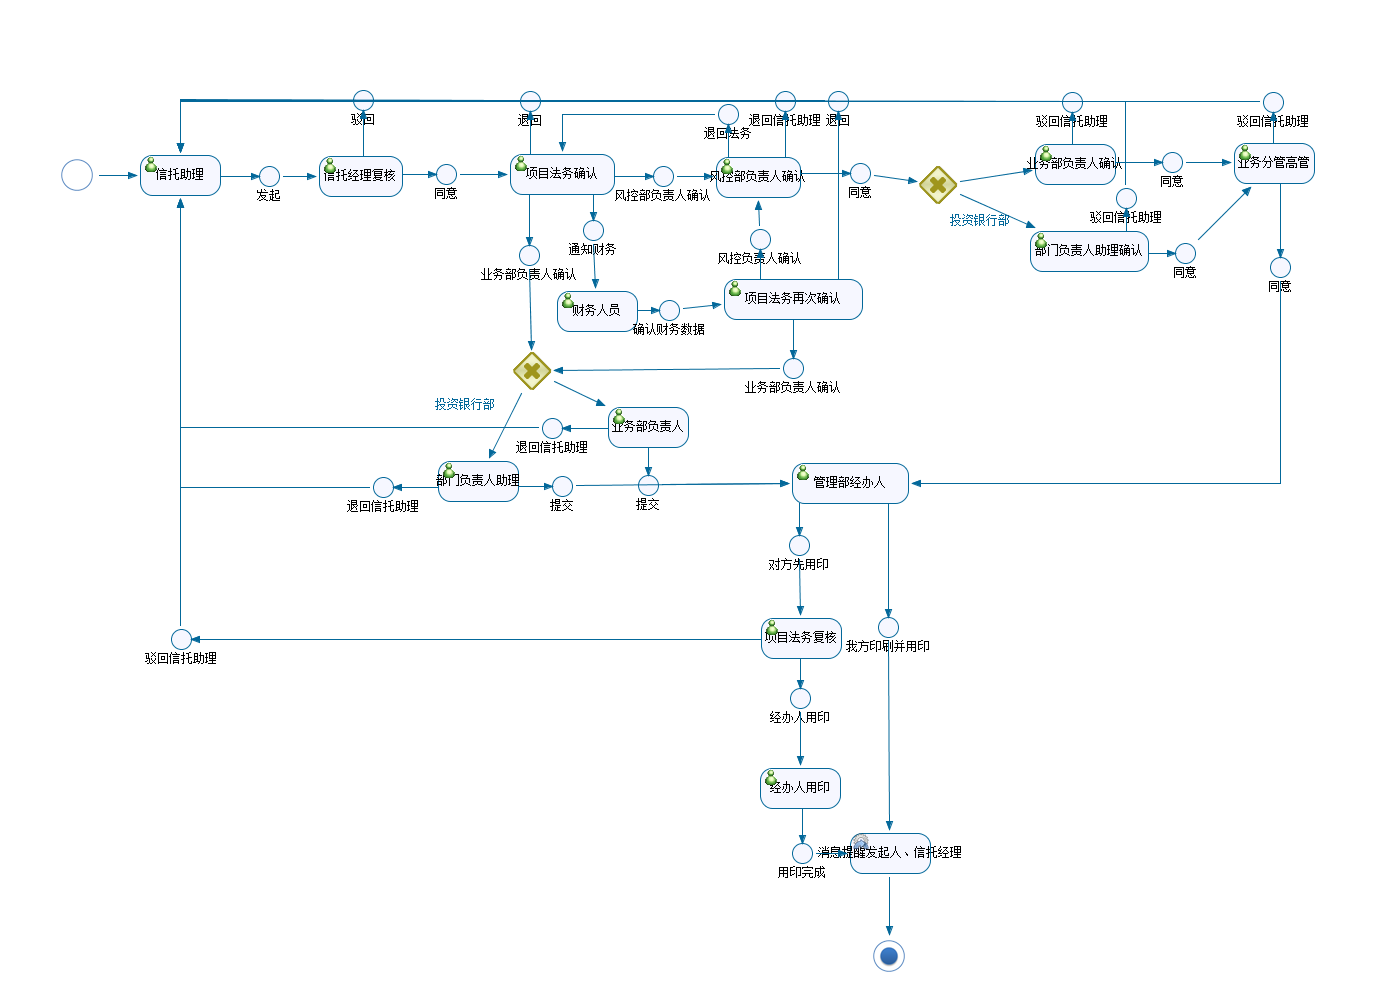 驳回
退回
退回法务
退回信托助理
退回
驳回信托助理
驳回信托助理
信托助理
发起
信托经理复核
同意
项目法务确认
风控部负责人确认
风控部负责人确认
同意
业务部负责人确认
同意
业务分管高管
投资银行部
驳回信托助理
部门负责人助理确认
同意
同意
业务部负责人确认
通知财务
风控负责人确认
财务人员
确认财务数据
项目法务再次确认
业务部负责人确认
投资银行部
业务部负责人
退回信托助理
部门负责人助理
退回信托助理
提交
提交
管理部经办人
对方先用印
项目法务复核
我方印刷并用印
驳回信托助理
经办人用印
经办人用印
用印完成
消息提醒发起人、信托经理